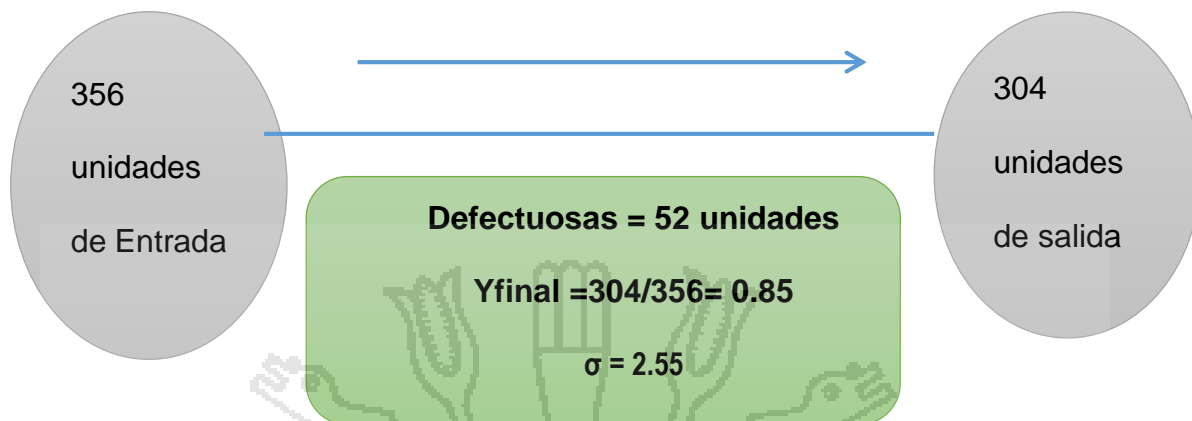 356
unidades
de Entrada
Defectuosas = 52 unidades
Yfinal =304/356= 0.85
σ = 2.55
304
unidades
de salida